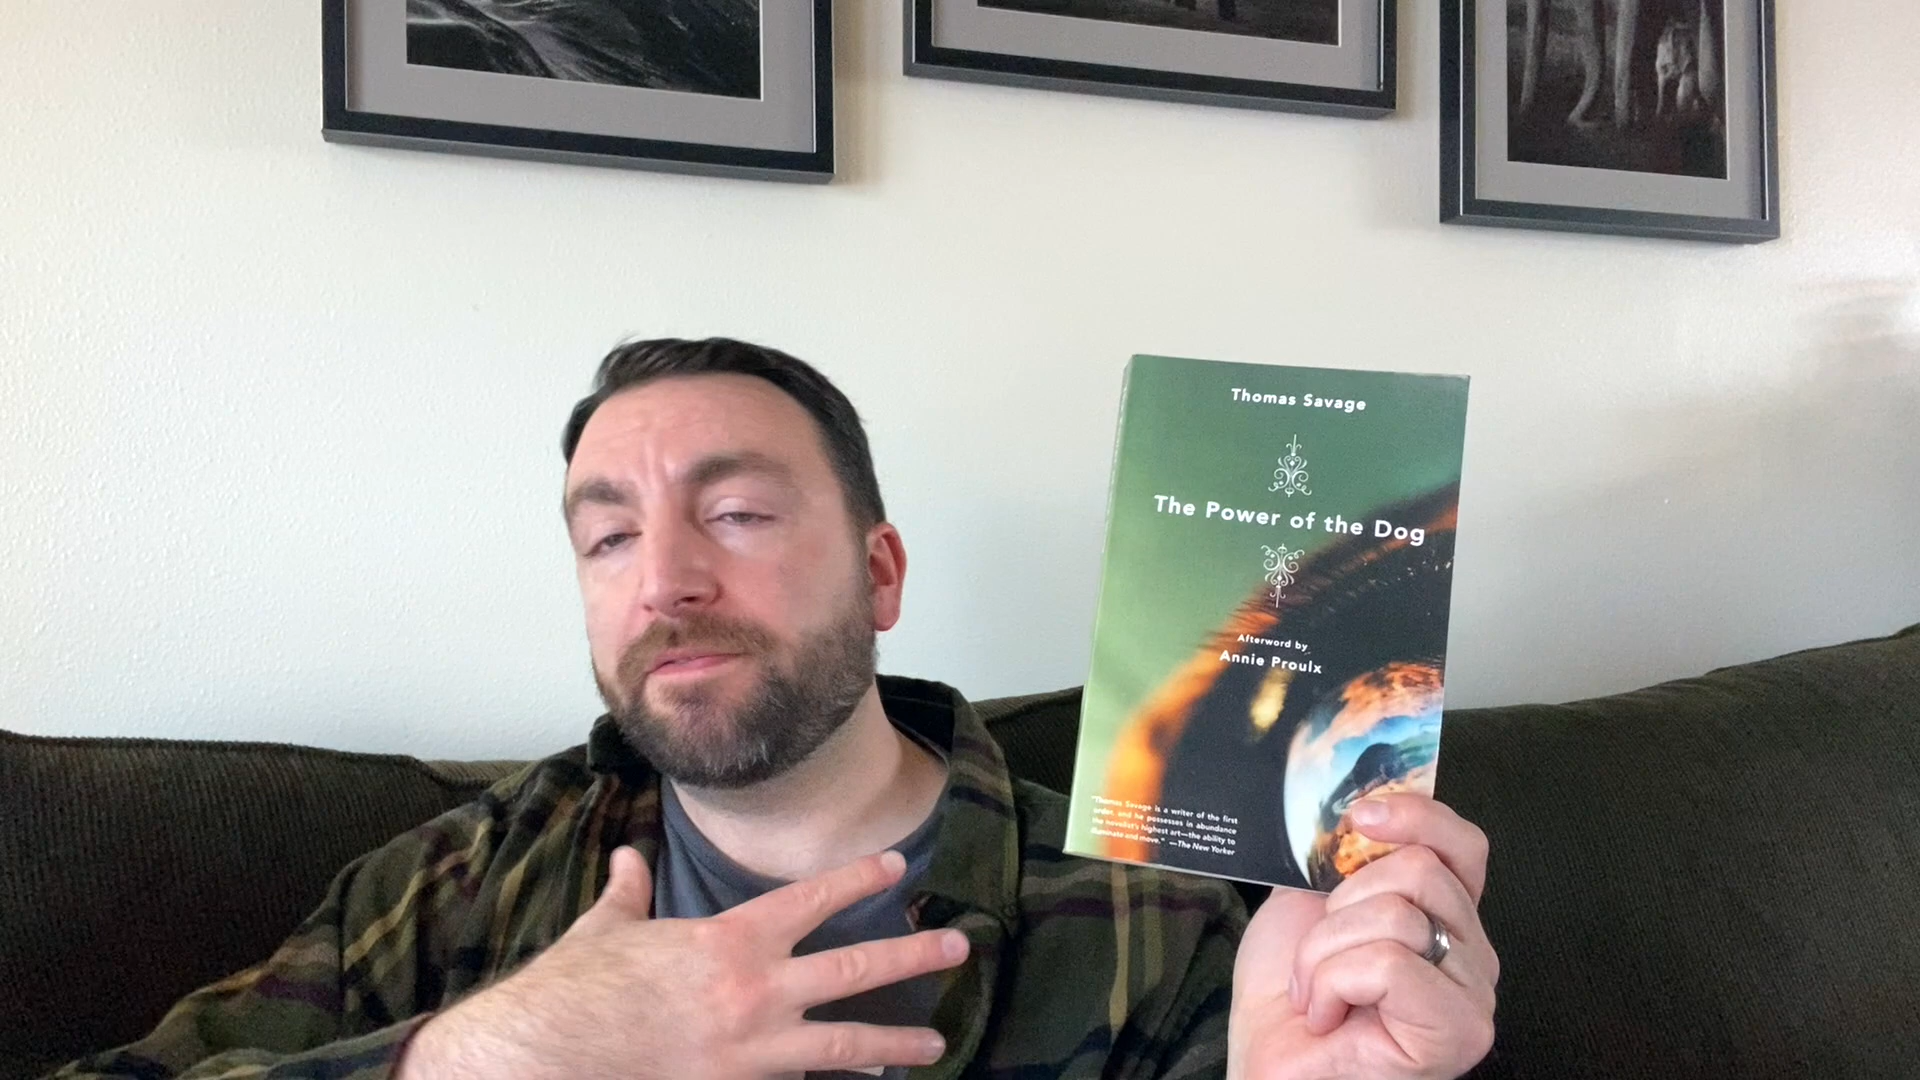 Thomas Savage
The Power of the Dog
Afterword by
Annie Proulx
"Thomas Savage is a writer of the first
order, and he possesses in abundance
the novelist's highest art—the ability to
illuminate and move." —The New Yorker